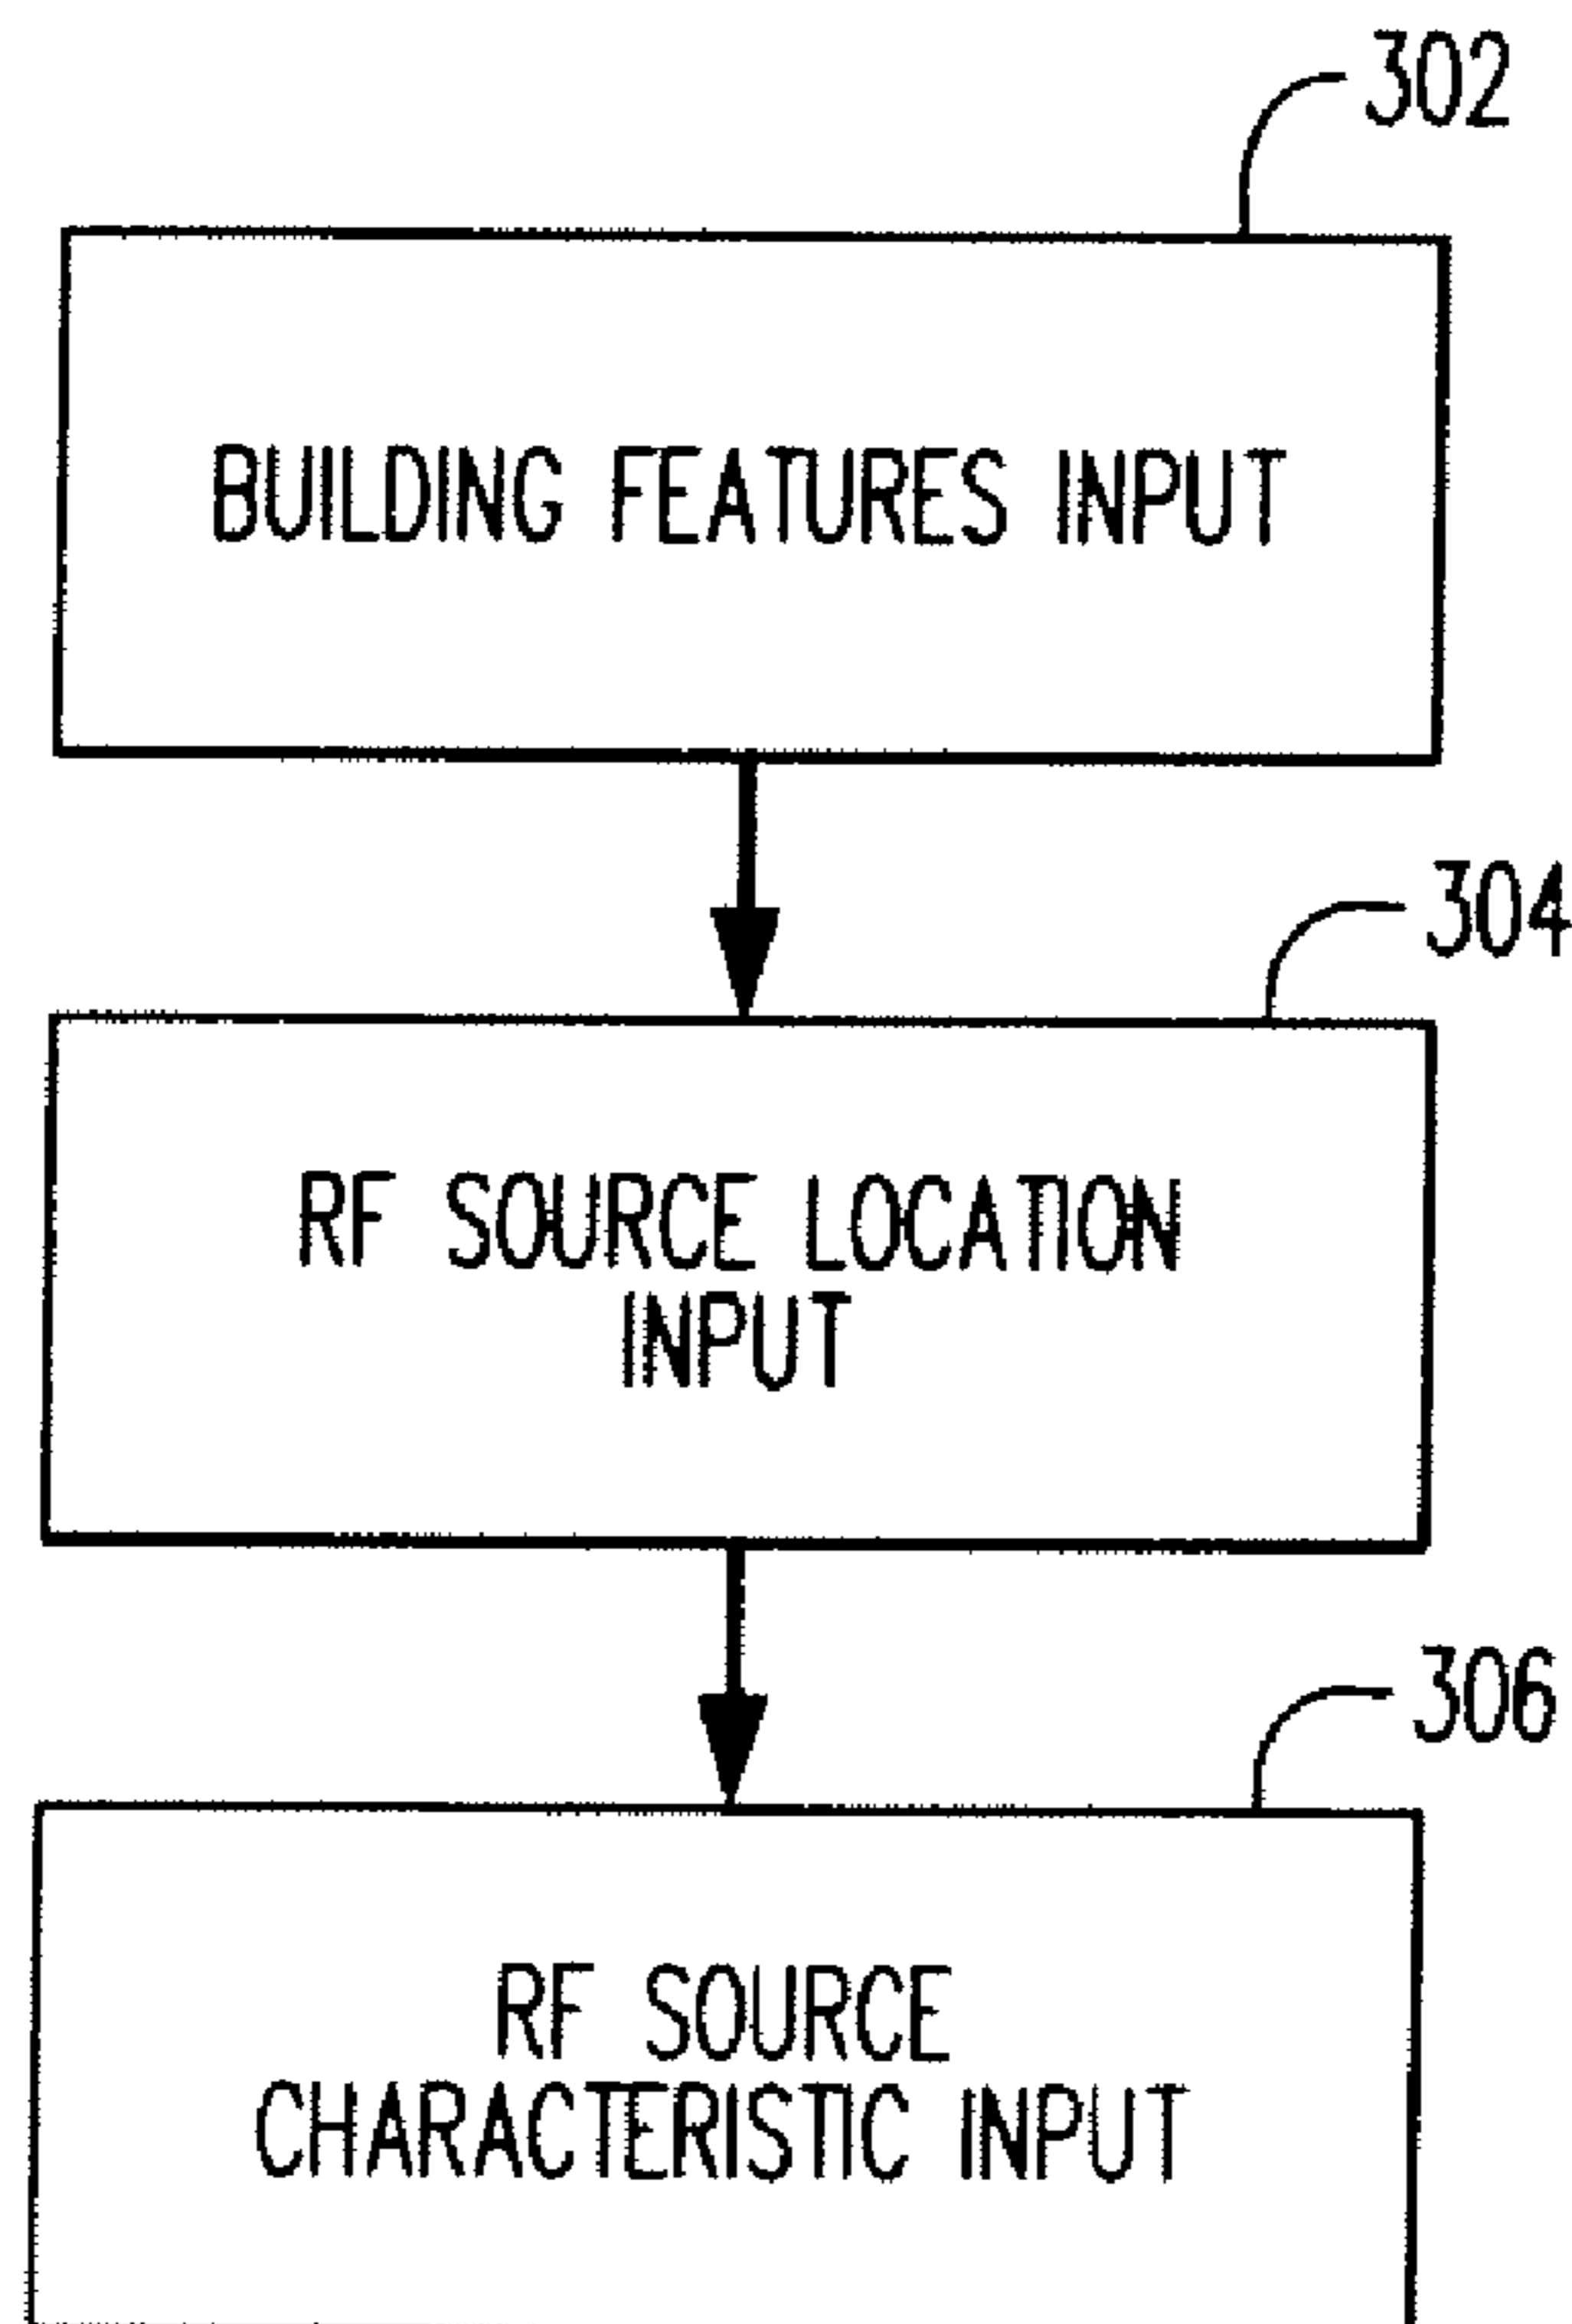 302
BUILDING FEATURES INPUT
304
RF SOURCE LOCATION
INPUT
306
RF SOURCE
CHARACTERISTIC INPUT